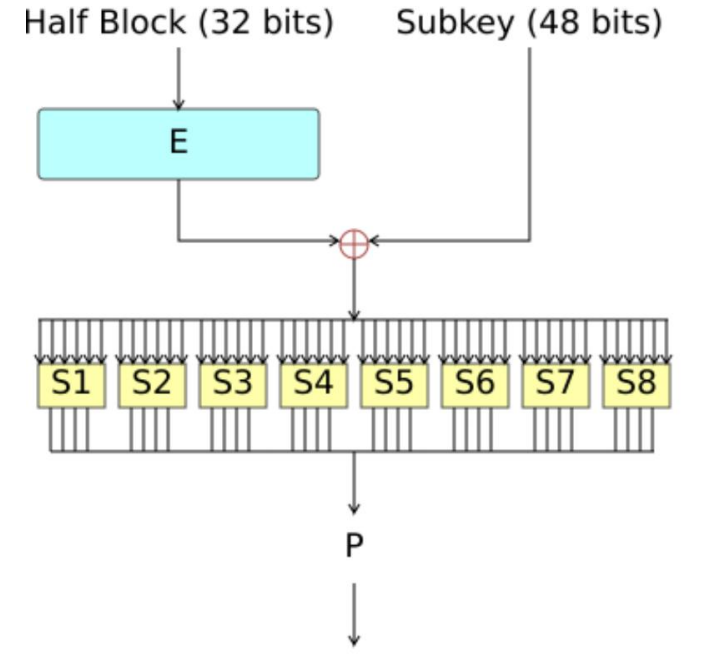 Half Block (32 bits) Subkey (48 bits)
E
S1 S2 S3 S4 S5 S6 S7 S8
P